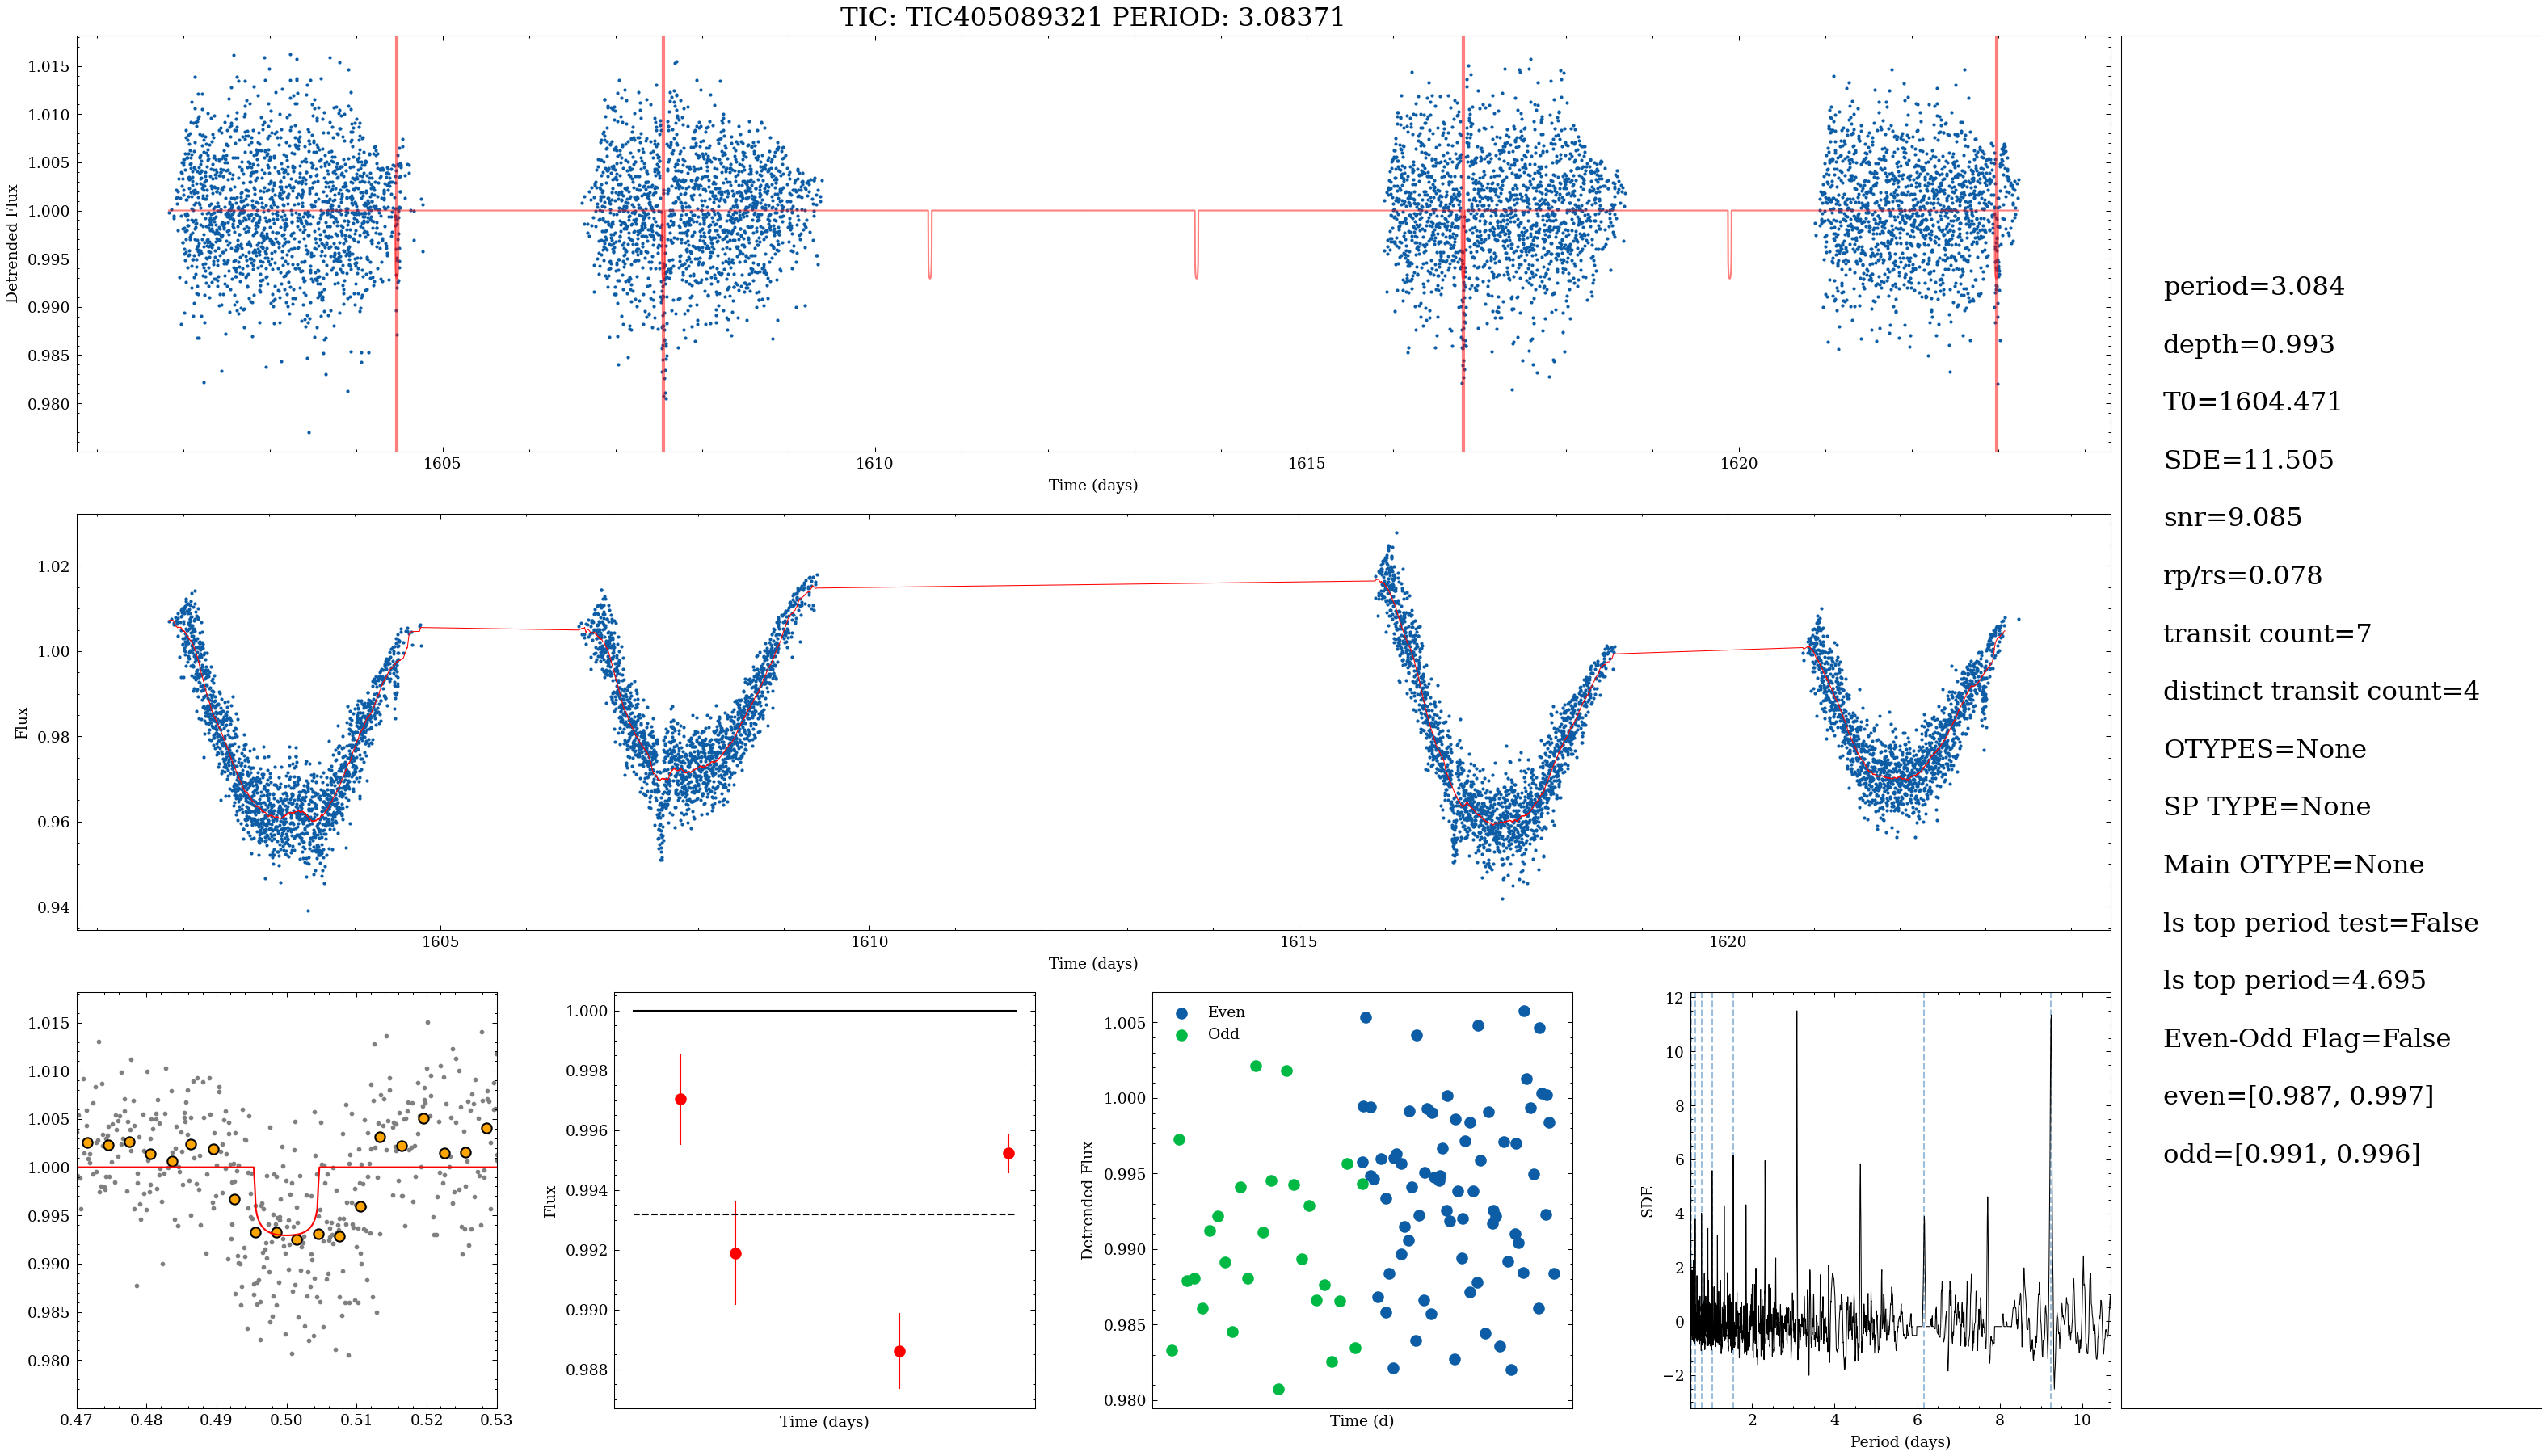 TIC: TIC405089321 PERIOD: 3.08371
1.015
1.010
1.005
1.000
0.995
0.990
0.985
0.980
Detrended Flux
1605
1610
1615
1620
Time (days)
1.02
1.00
0.98
0.96
0.94
Flux
1605
1610
1615
1620
Time (days)
1.015
1.010
1.005
1.000
0.995
0.990
0.985
0.980
0.47
0.48
0.49
0.50
0.51
0.52
0.53
1.000
0.998
0.996
0.994
0.992
0.990
0.988
Flux
Time (days)
Even
Odd
1.005
1.000
0.995
0.990
0.985
0.980
Detrended Flux
Time (d)
12
10
8
6
4
2
0
−2
SDE
2
4
6
8
10
Period (days)
period=3.084
depth=0.993
T0=1604.471
SDE=11.505
snr=9.085
rp/rs=0.078
transit count=7
distinct transit count=4
OTYPES=None
SP TYPE=None
Main OTYPE=None
ls top period test=False
ls top period=4.695
Even-Odd Flag=False
even=[0.987, 0.997]
odd=[0.991, 0.996]